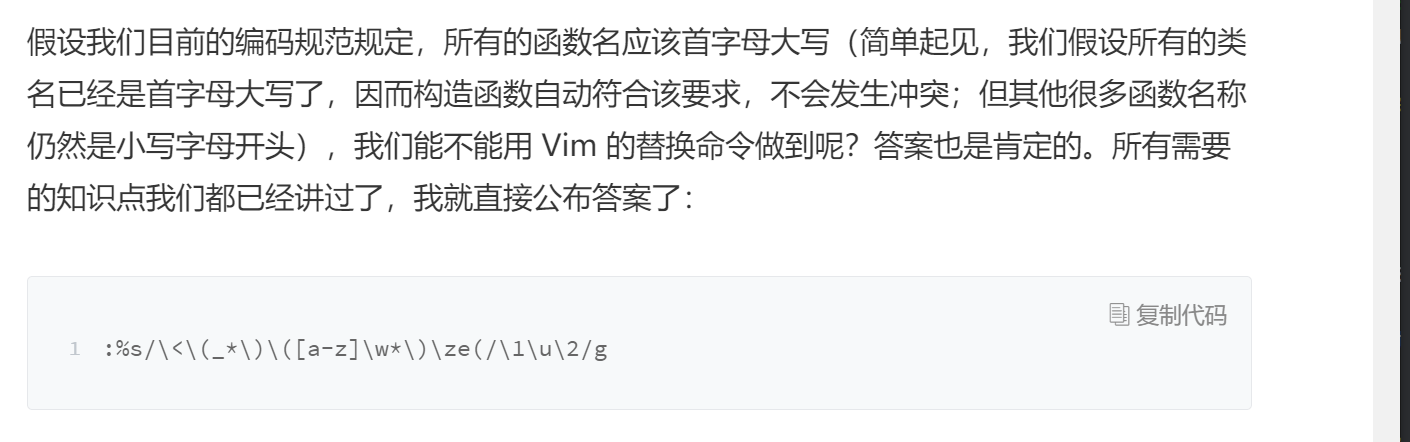 假设我们目前的编码规范规定，所有的函数名应该首字母大写（简单起见，我们假设所有的类
名已经是首字母大写了，因而构造函数自动符合该要求，不会发生冲突；但其他很多函数名称
仍然是小写字母开头），我们能不能用 Vim 的替换命令做到呢？答案也是肯定的。所有需要
的知识点我们都已经讲过了，我就直接公布答案了：
复制代码
1 :%s/\<\(_*\)\([a-z]\w*\)\ze(/\1\u\2/g